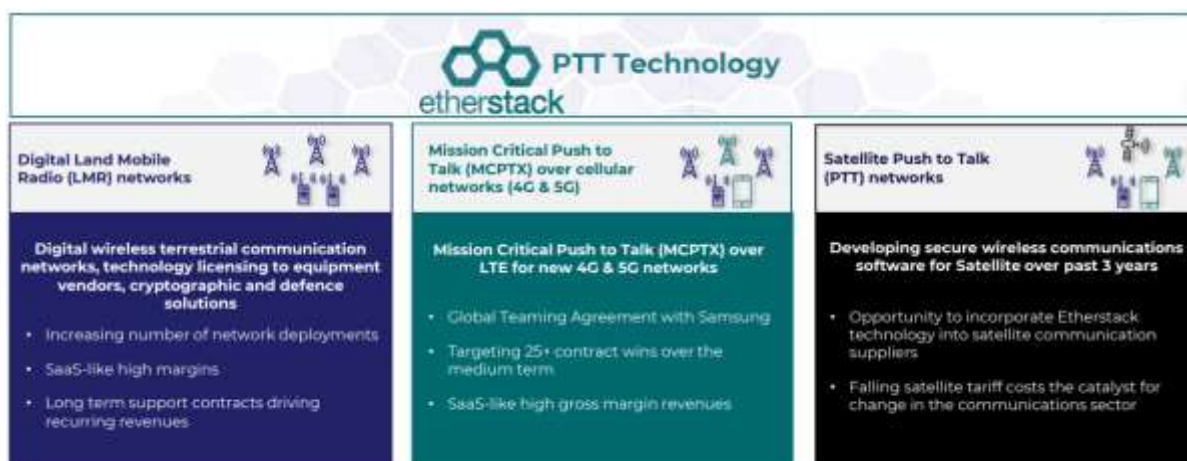 PTT Technology
etherstack
Digital Land Mobile
Radio (LMR) networks
Digital wireless terrestrial communication
networks, technology licensing to equipment
vendors, cryptographic and defence
solutions
• Increasing number of network deployments
• SaaS-like high margins
• Long term support contracts driving
recurring revenues
Mission Critical Push to
Talk (MCPTX) over cellular
networks (4G & 5G)
Mission Critical Push to Talk (MCPTX) over
LTE for new 4G & 5G networks
• Global Teaming Agreement with Samsung
• Targeting 25+ contract wins over the
medium term
• SaaS-like high gross margin revenues
Satellite Push to Talk
(PTT) networks
Developing secure wireless communications
software for Satellite over past 3 years
• Opportunity to incorporate Etherstack
technology into satellite communication
suppliers
• Falling satellite tariff costs the catalyst for
change in the communications sector